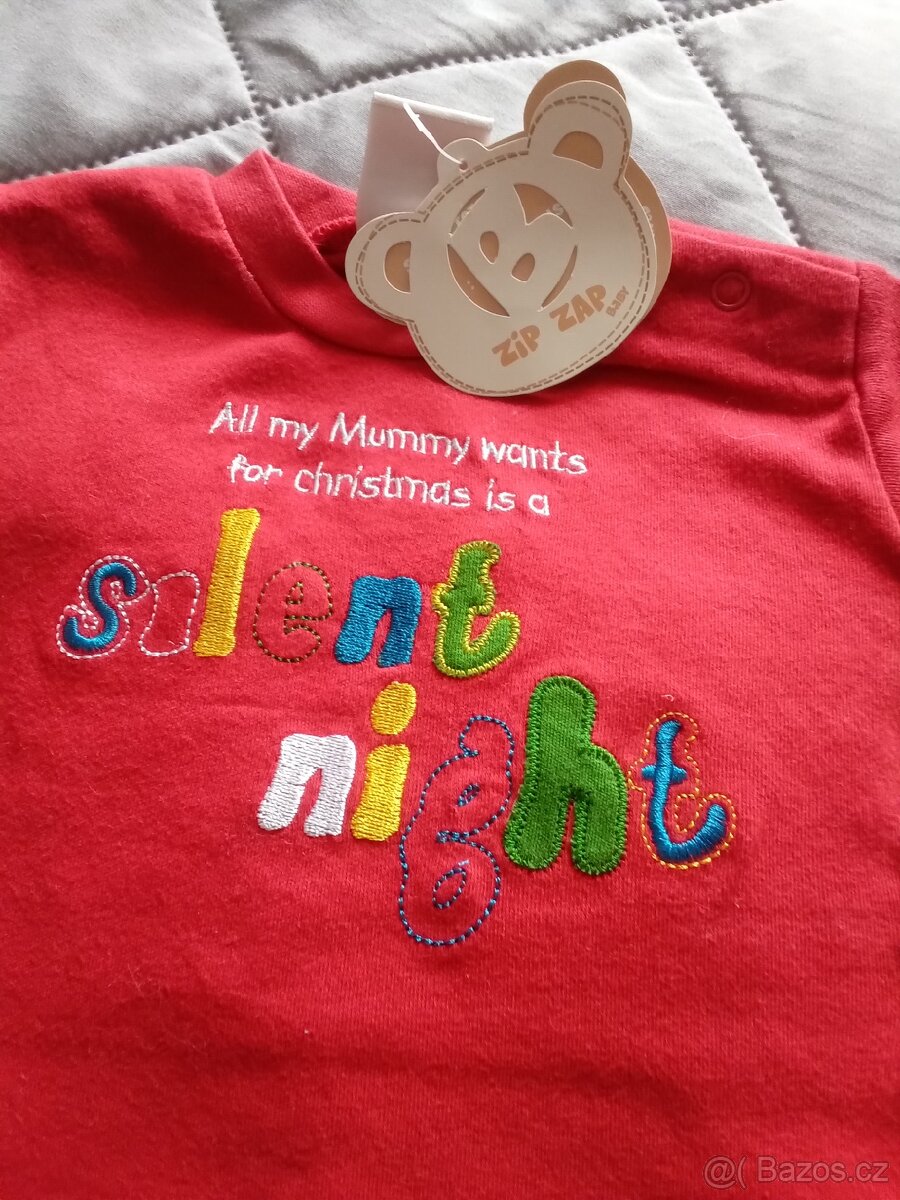 B
ZiP ZAP
BABY
All my Mummy wants
for christmas is a
silent
night
@( Bazos.cz